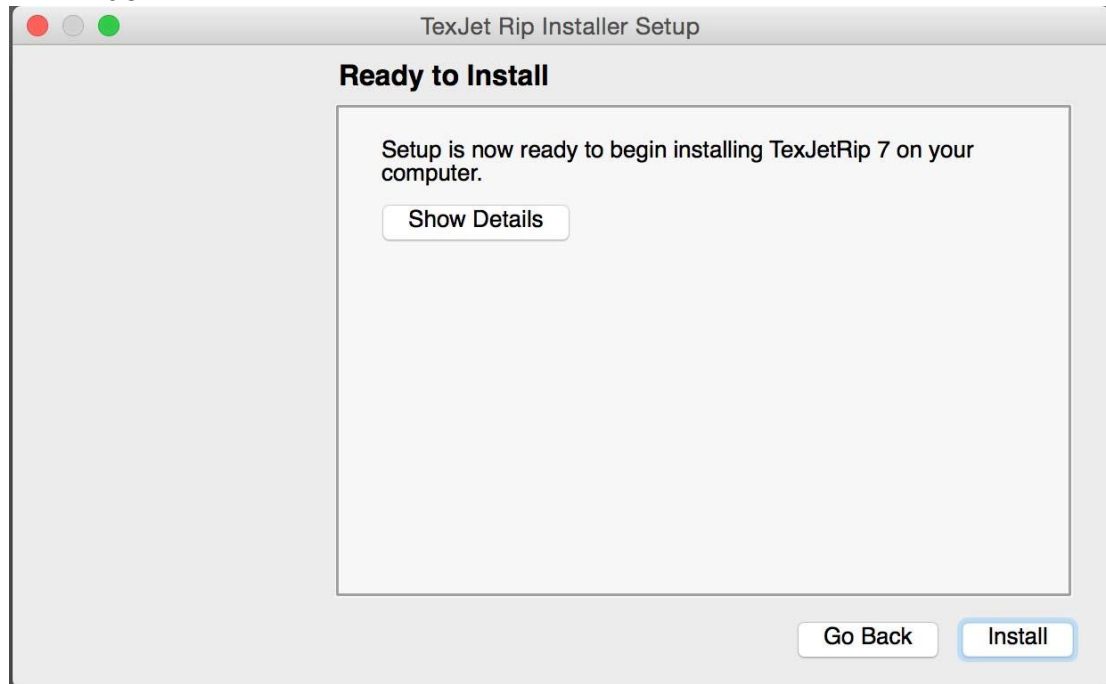 TexJet Rip Installer Setup
Ready to Install
Setup is now ready to begin installing TexJetRip 7 on your
computer.
Show Details
Go Back Install